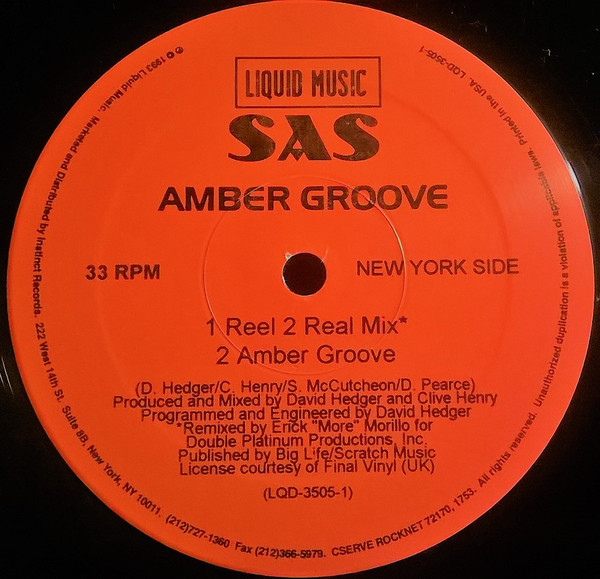 LIQUID MUSIC
SAS
AMBER GROOVE
33 RPM
NEW YORK SIDE
1 Reel 2 Real Mix*
2 Amber Groove
(D. Hedger/C. Henry/S. McCutcheon/D. Pearce)
Produced and Mixed by David Hedger and Clive Henry
Programmed and Engineered by David Hedger
*Remixed by Erick "More" Morillo for
Double Platinum Productions, Inc.
Published by Big Life/Scratch Music
License courtesy of Final Vinyl (UK)
(LQD-3505-1)
℗ © 1993 Liquid Music. Marketed and Distributed by Instinct Records. 222 West 14th St. Suite 8B, New York, NY 10011. (212)727-1360 Fax (212)366-5979. CSERVE ROCKNET 72170, 1753. All rights reserved. Unauthorized duplication is a violation of applicable laws. Printed in the USA. LQD-3505-1